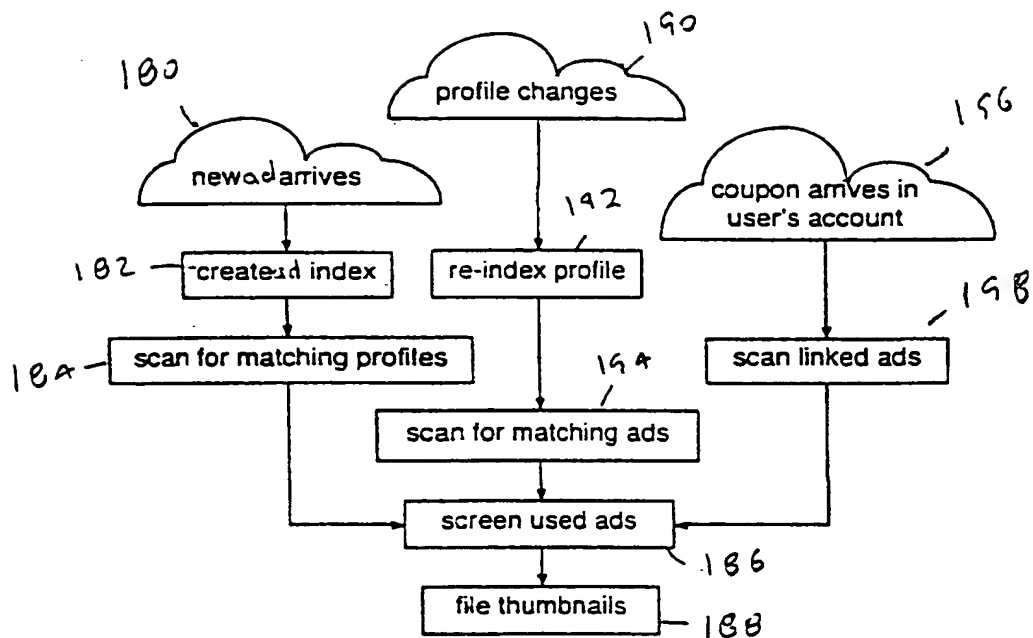 190
profile changes
180
new ad arrives
196
coupon arrives in
user's account
192
182
create ad index
re-index profile
198
184
scan for matching profiles
scan linked ads
194
scan for matching ads
screen used ads
186
file thumbnails
188